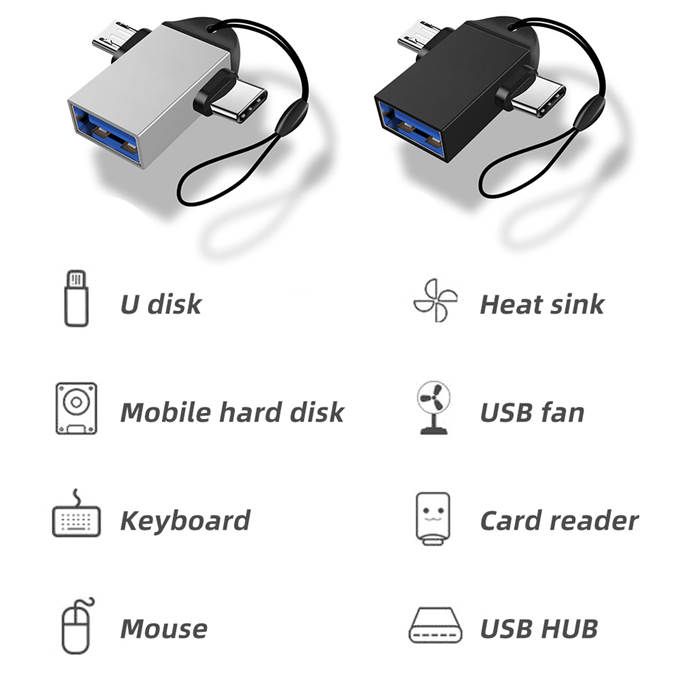 U disk
Heat sink
Mobile hard disk
USB fan
Keyboard
Card reader
Mouse
USB HUB